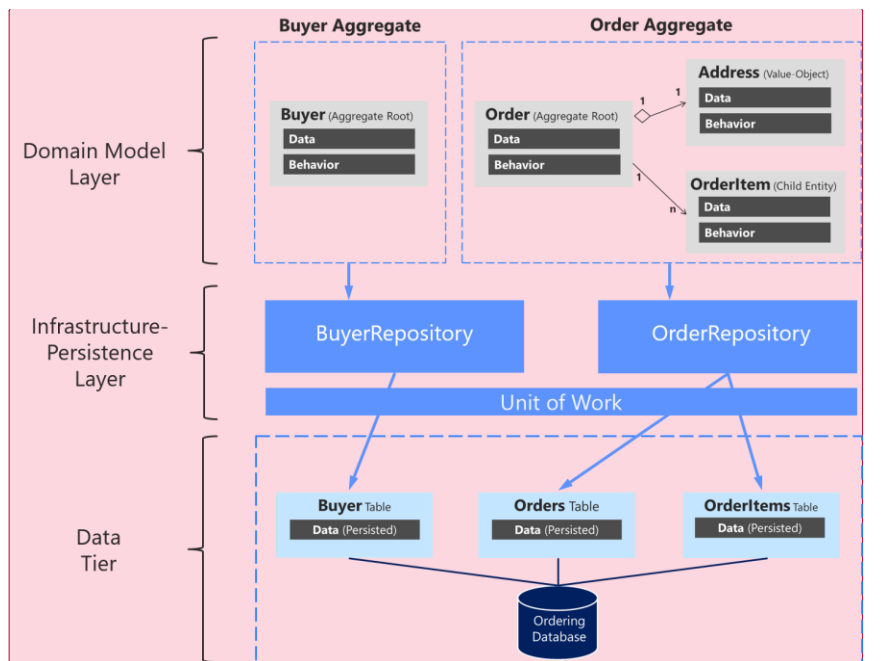 Buyer Aggregate
Order Aggregate
Domain Model
Layer
Buyer (Aggregate Root)
Data
Behavior
Order (Aggregate Root)
Data
Behavior
1
1
1
n
Address (Value-Object)
Data
Behavior
OrderItem (Child Entity)
Data
Behavior
Infrastructure-
Persistence
Layer
BuyerRepository
OrderRepository
Unit of Work
Data
Tier
Buyer Table
Data (Persisted)
Orders Table
Data (Persisted)
OrderItems Table
Data (Persisted)
Ordering
Database